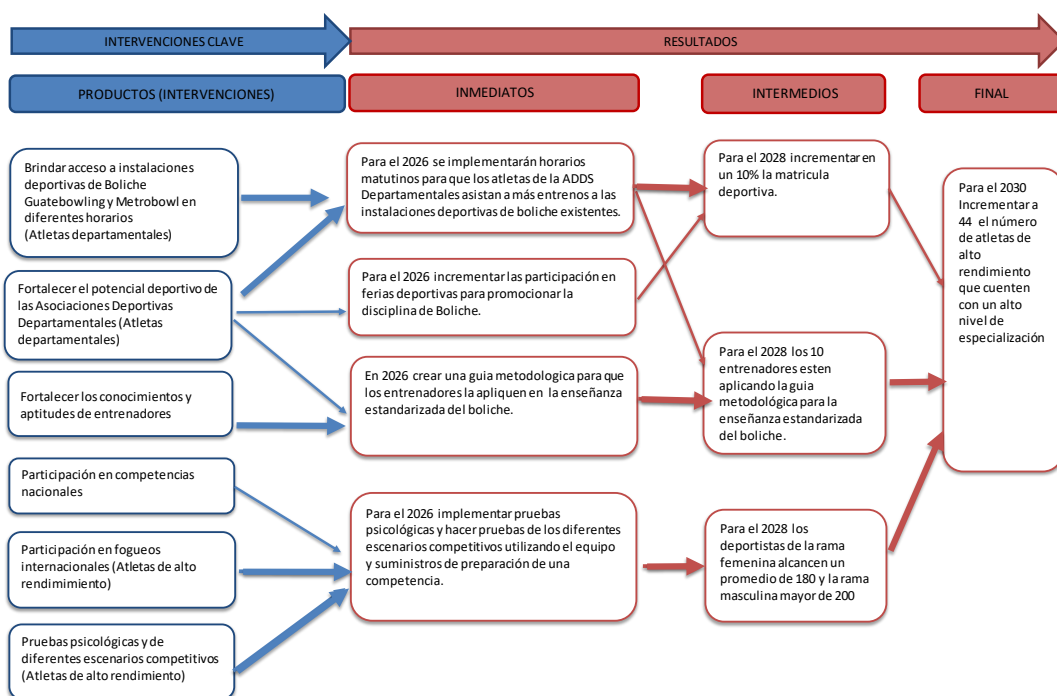 INTERVENCIONES CLAVE
RESULTADOS
PRODUCTOS (INTERVENCIONES)
INMEDIATOS
INTERMEDIOS
FINAL
Brindar acceso a instalaciones
deportivas de Boliche
Guatebowling y Metrobowl en
diferentes horarios
(Atletas departamentales)
Fortalecer el potencial deportivo de
las Asociaciones Deportivas
Departamentales (Atletas
departamentales)
Fortalecer los conocimientos y
aptitudes de entrenadores
Participación en competencias
nacionales
Participación en fogueos
internacionales (Atletas de alto
rendimimiento)
Pruebas psicológicas y de
diferentes escenarios competitivos
(Atletas de alto rendimiento)
Para el 2026 se implementarán horarios
matutinos para que los atletas de la ADDS
Departamentales asistan a más entrenos a las
instalaciones deportivas de boliche existentes.
Para el 2026 incrementar las participación en
ferias deportivas para promocionar la
disciplina de Boliche.
En 2026 crear una guia metodologica para que
los entrenadores la apliquen en la enseñanza
estandarizada del boliche.
Para el 2026 implementar pruebas
psicológicas y hacer pruebas de los diferentes
escenarios competitivos utilizando el equipo
y suministros de preparación de una
competencia.
Para el 2028 incrementar en
un 10% la matricula
deportiva.
Para el 2028 los 10
entrenadores esten
aplicando la guia
metodológica para la
enseñanza estandarizada
del boliche.
Para el 2028 los
deportistas de la rama
femenina alcancen un
promedio de 180 y la rama
masculina mayor de 200
Para el 2030
Incrementar a
44 el número
de atletas de
alto
rendimiento
que cuenten
con un alto
nivel de
especialización